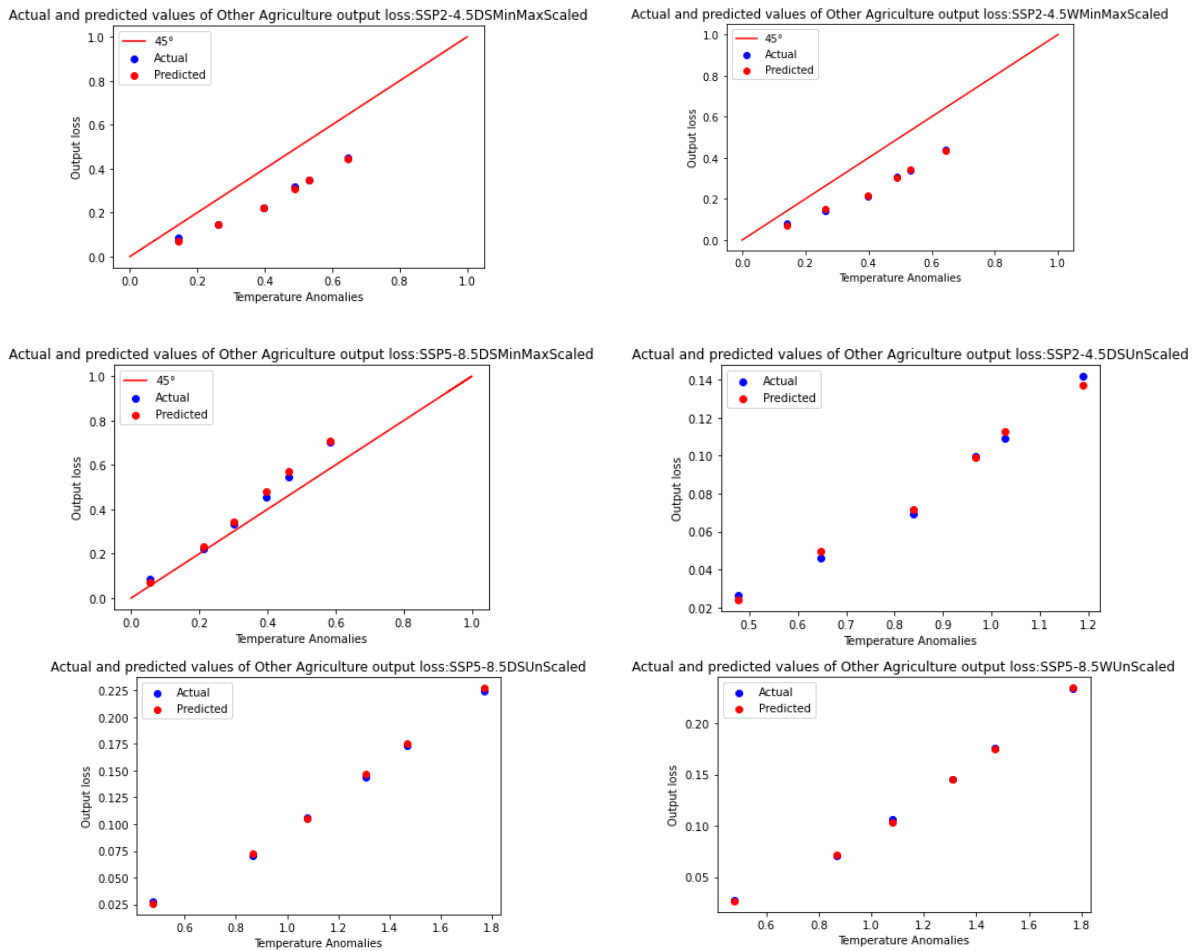 Actual and predicted values of Other Agriculture output loss:SSP2-4.5DSMinMaxScaled
1.0
0.8
0.6
0.4
0.2
0.0
Output loss
45°
Actual
Predicted
0.0 0.2 0.4 0.6 0.8 1.0
Temperature Anomalies
Actual and predicted values of Other Agriculture output loss:SSP2-4.5WMinMaxScaled
1.0
0.8
0.6
0.4
0.2
0.0
Output loss
45°
Actual
Predicted
0.0 0.2 0.4 0.6 0.8 1.0
Temperature Anomalies
Actual and predicted values of Other Agriculture output loss:SSP5-8.5DSMinMaxScaled
1.0
0.8
0.6
0.4
0.2
0.0
Output loss
45°
Actual
Predicted
0.0 0.2 0.4 0.6 0.8 1.0
Temperature Anomalies
Actual and predicted values of Other Agriculture output loss:SSP2-4.5DSUnScaled
0.14
0.12
0.10
0.08
0.06
0.04
0.02
Output loss
Actual
Predicted
0.5 0.6 0.7 0.8 0.9 1.0 1.1 1.2
Temperature Anomalies
Actual and predicted values of Other Agriculture output loss:SSP5-8.5DSUnScaled
0.225
0.200
0.175
0.150
0.125
0.100
0.075
0.050
0.025
Output loss
Actual
Predicted
0.6 0.8 1.0 1.2 1.4 1.6 1.8
Temperature Anomalies
Actual and predicted values of Other Agriculture output loss:SSP5-8.5WUnScaled
0.20
0.15
0.10
0.05
Output loss
Actual
Predicted
0.6 0.8 1.0 1.2 1.4 1.6 1.8
Temperature Anomalies